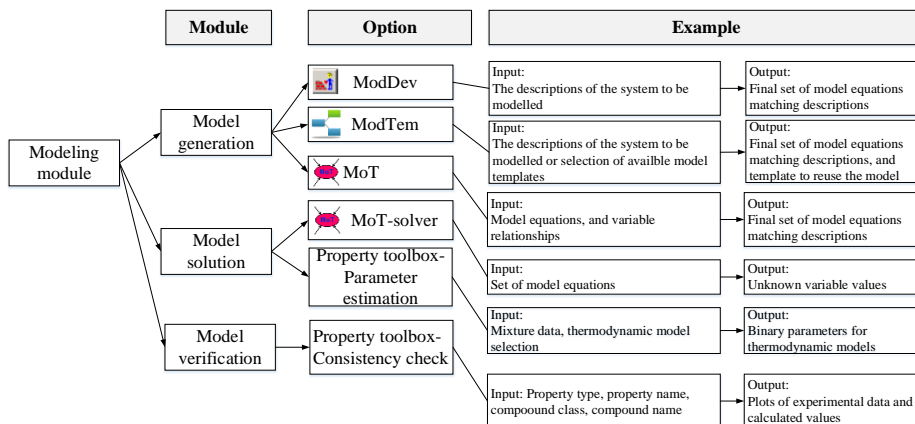 Module
Option
Example
Modeling
module
Model
generation
Model
solution
Model
verification
ModDev
ModTem
MoT
MoT
MoT
MoT-solver
Property toolbox-
Parameter
estimation
Property toolbox-
Consistency check
Input:
The descriptions of the system to be
modelled
Output:
Final set of model equations
matching descriptions
Input:
The descriptions of the system to be
modelled or selection of availble model
templates
Output:
Final set of model equations
matching descriptions, and
template to reuse the model
Input:
Model equations, and variable
relationships
Output:
Final set of model equations
matching descriptions
Input:
Set of model equations
Output:
Unknown variable values
Input:
Mixture data, thermodynamic model
selection
Output:
Binary parameters for
thermodynamic models
Input: Property type, property name,
compoound class, compound name
Output:
Plots of experimental data and
calculated values